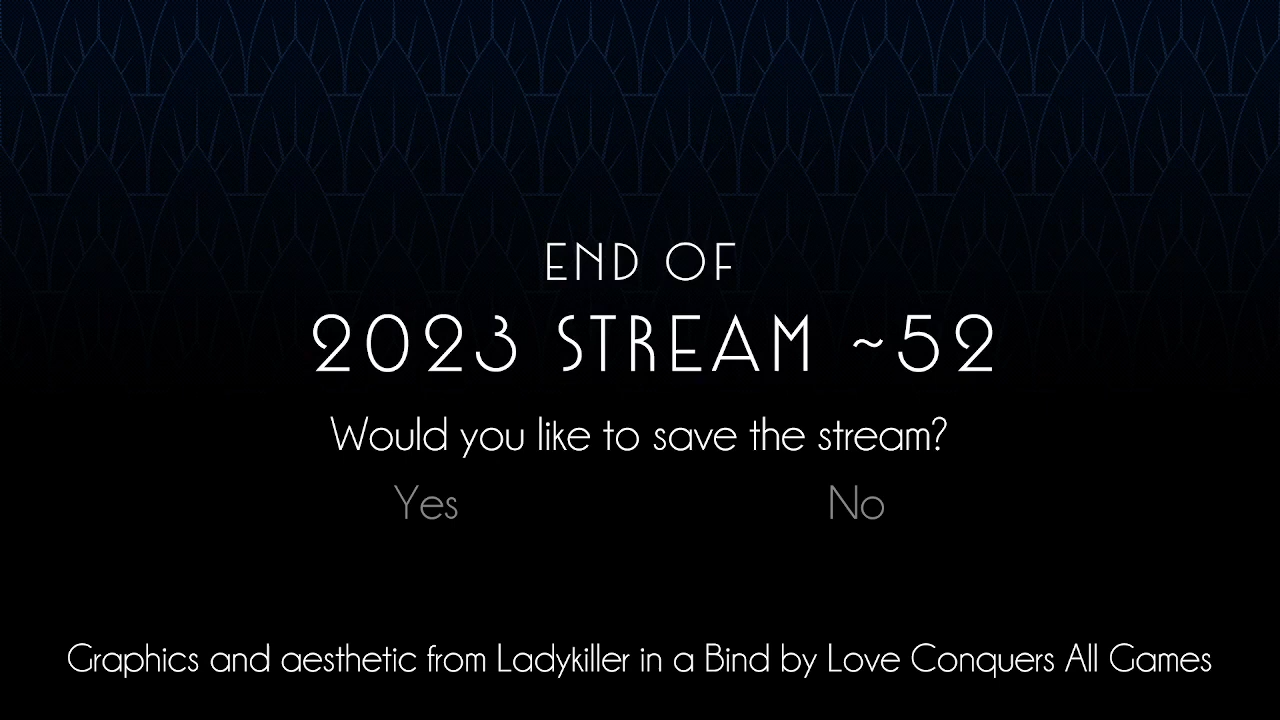 END OF
2023 STREAM ~52
Would you like to save the stream?
Yes No
Graphics and aesthetic from Ladykiller in a Bind by Love Conquers All Games